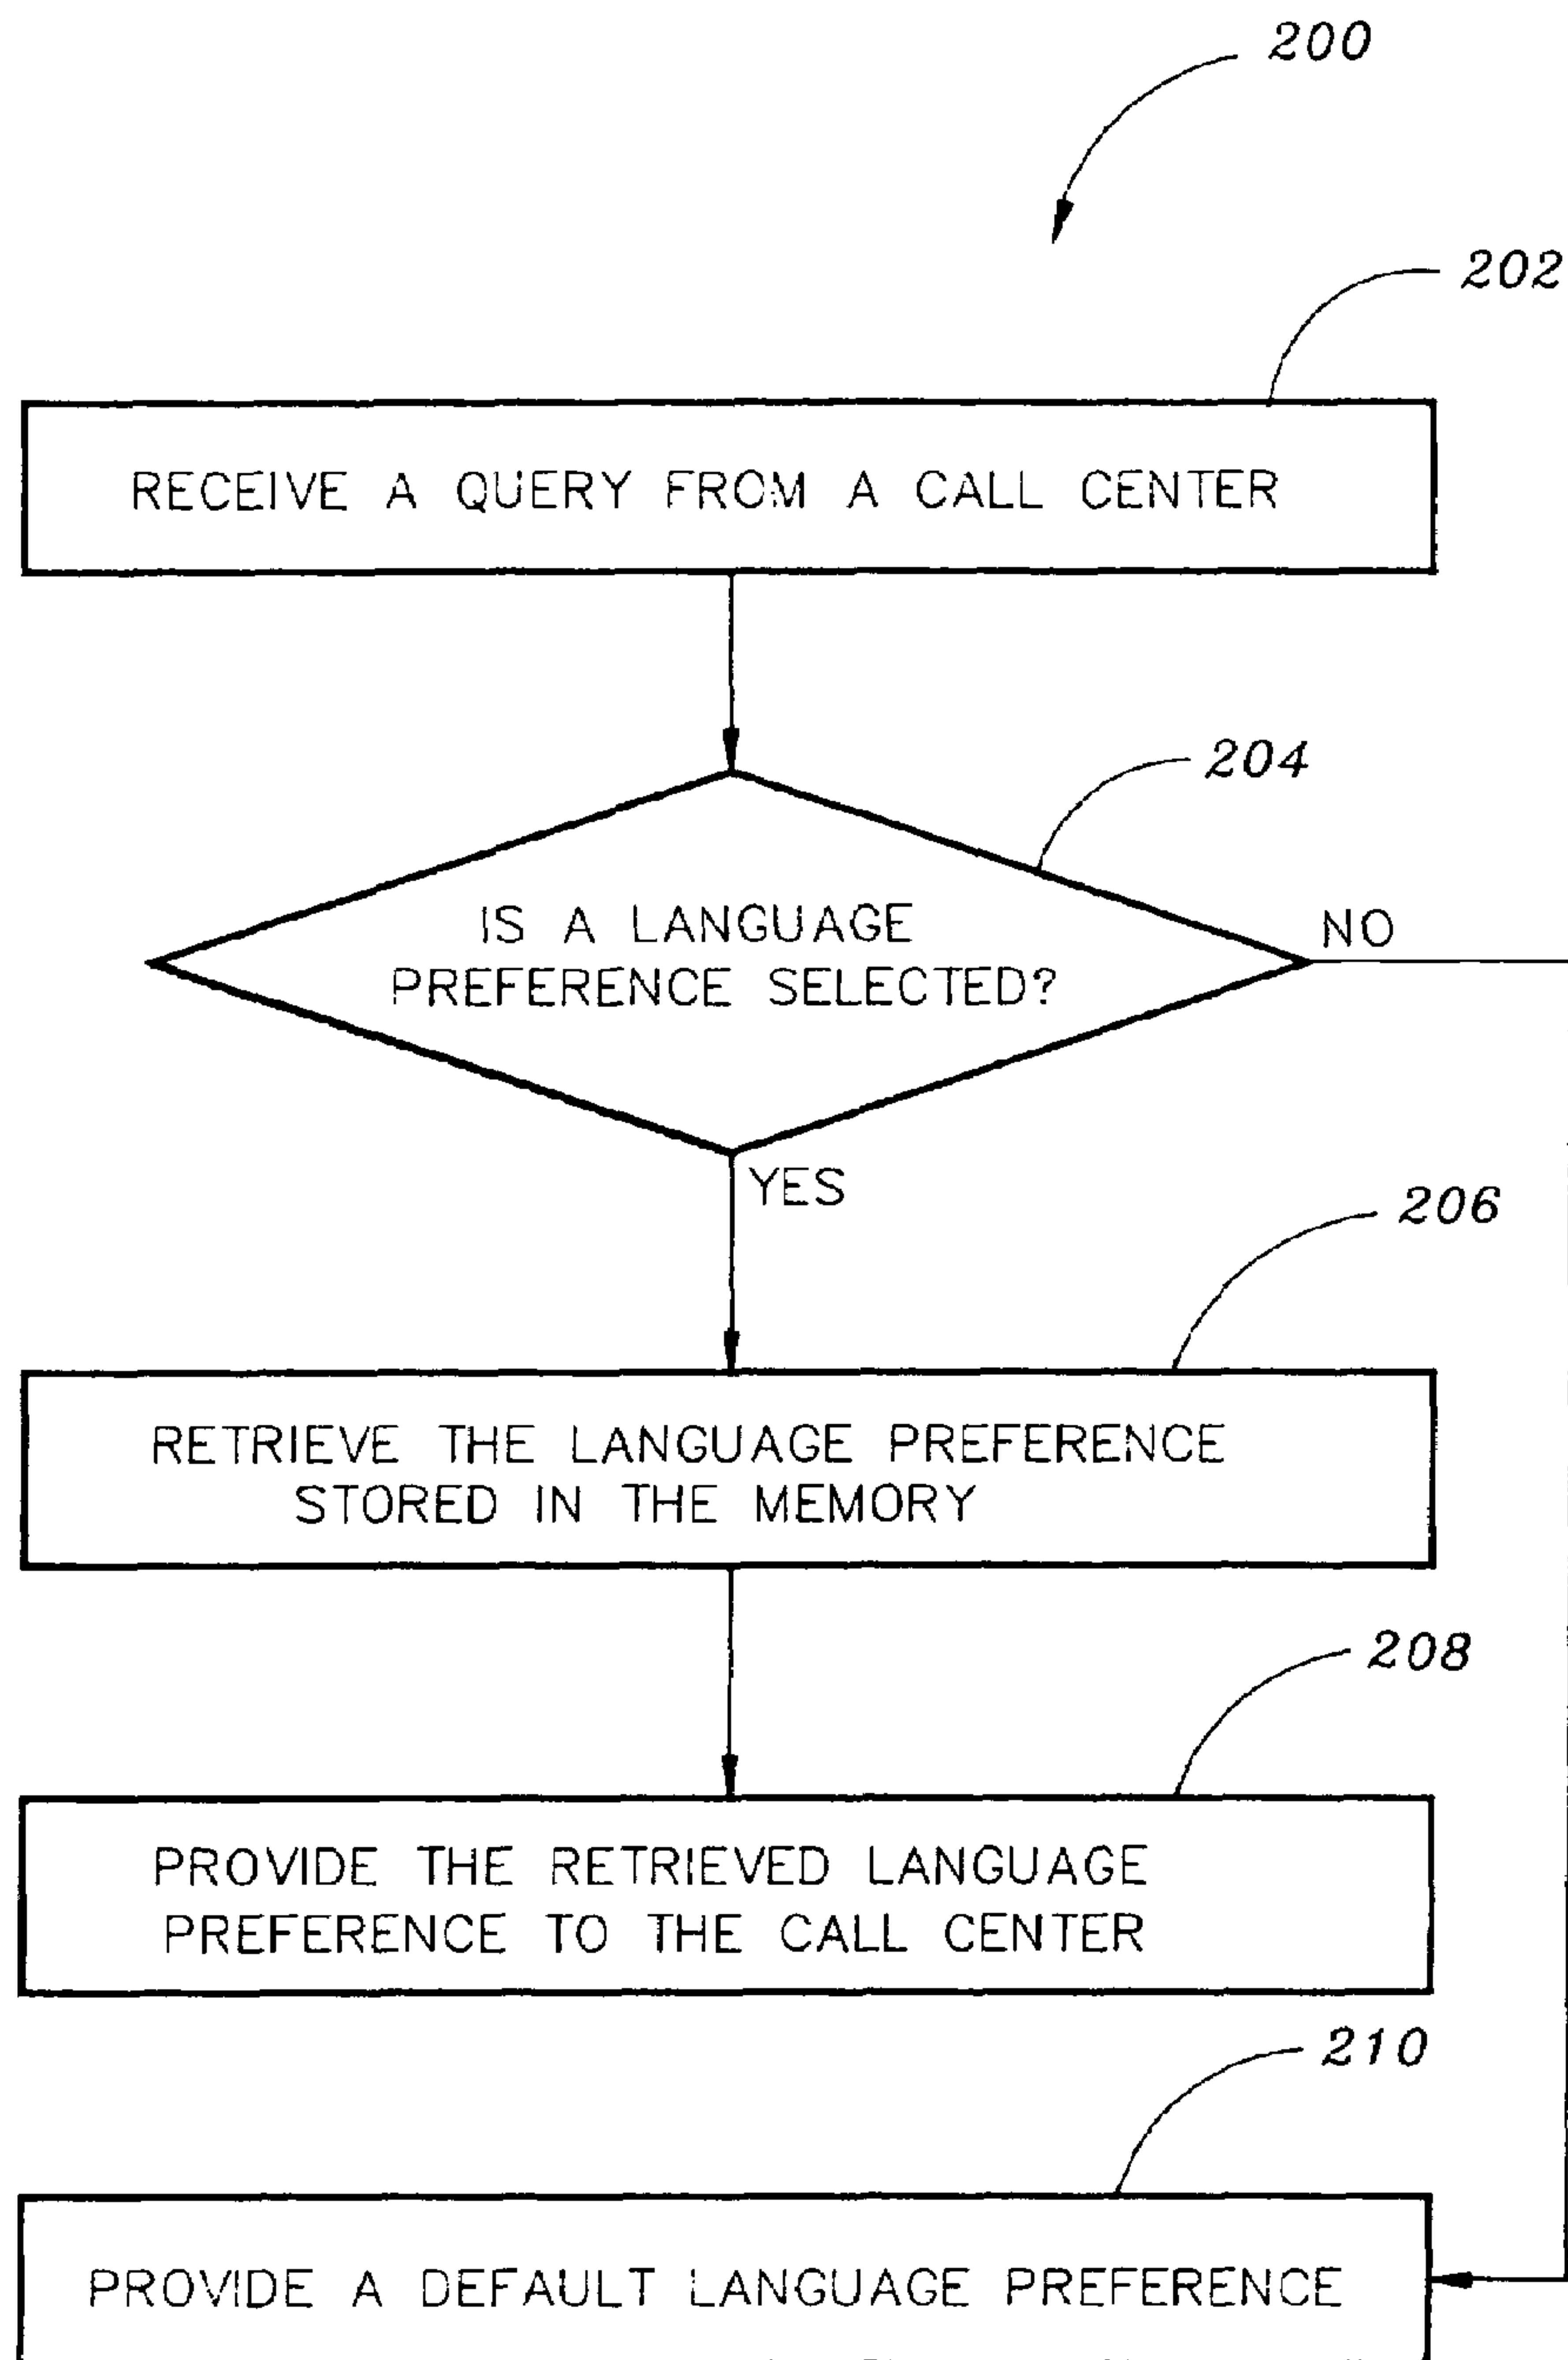 200
202
RECEIVE A QUERY FROM A CALL CENTER
204
IS A LANGUAGE
PREFERENCE SELECTED?
NO
YES
206
RETRIEVE THE LANGUAGE PREFERENCE
STORED IN THE MEMORY
208
PROVIDE THE RETRIEVED LANGUAGE
PREFERENCE TO THE CALL CENTER
210
PROVIDE A DEFAULT LANGUAGE PREFERENCE